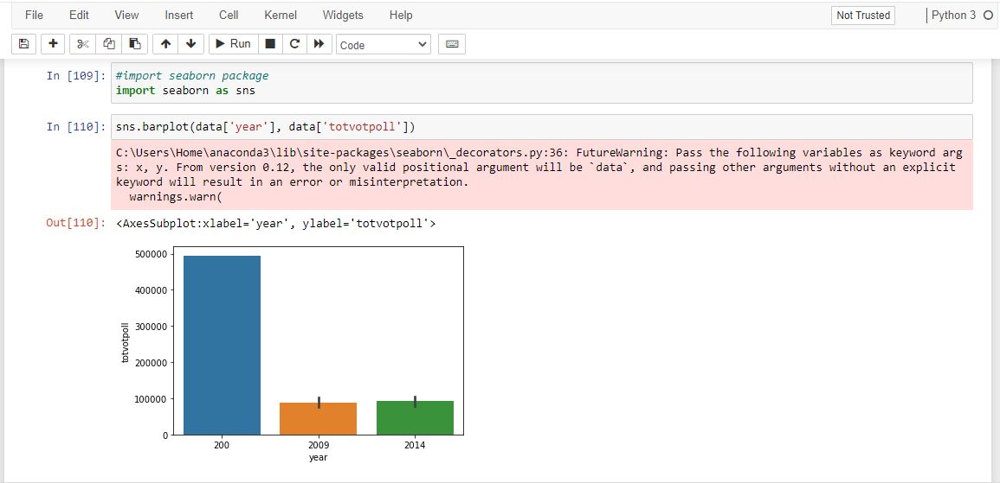 File Edit View Insert Cell Kernel Widgets Help Not Trusted Python 3
Run Code
In [109]: #import seaborn package
import seaborn as sns
In [110]: sns.barplot(data['year'], data['totvotpoll'])
C:\Users\Home\anaconda3\lib\site-packages\seaborn\_decorators.py:36: FutureWarning: Pass the following variables as keyword arg
s: x, y. From version 0.12, the only valid positional argument will be `data`, and passing other arguments without an explicit
keyword will result in an error or misinterpretation.
warnings.warn(
Out[110]: <AxesSubplot:xlabel='year', ylabel='totvotpoll'>
500000
400000
300000
200000
100000
0
totvotpoll
200 2009 2014
year